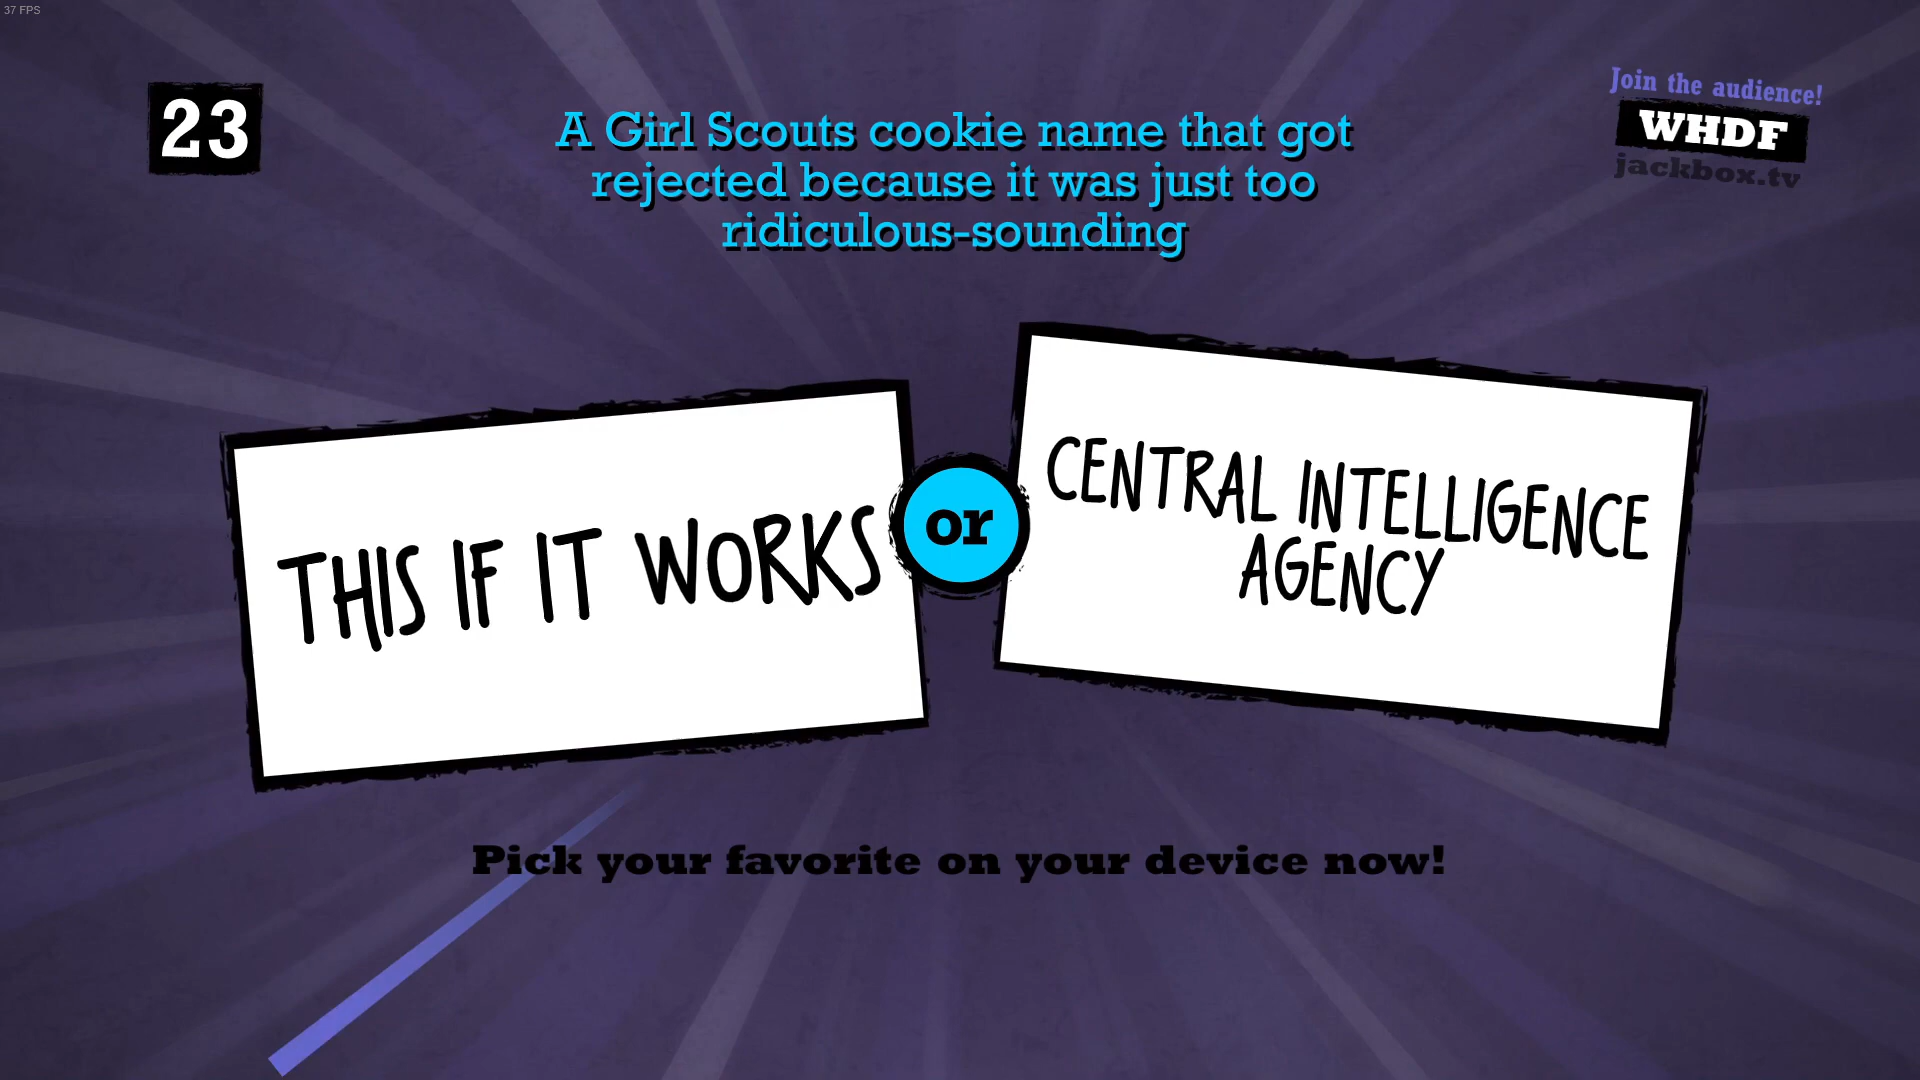 37 FPS
23
A Girl Scouts cookie name that got
rejected because it was just too
ridiculous-sounding
Join the audience!
WHDF
jackbox.tv
THIS IF IT WORKS
or
CENTRAL INTELLIGENCE
AGENCY
Pick your favorite on your device now!